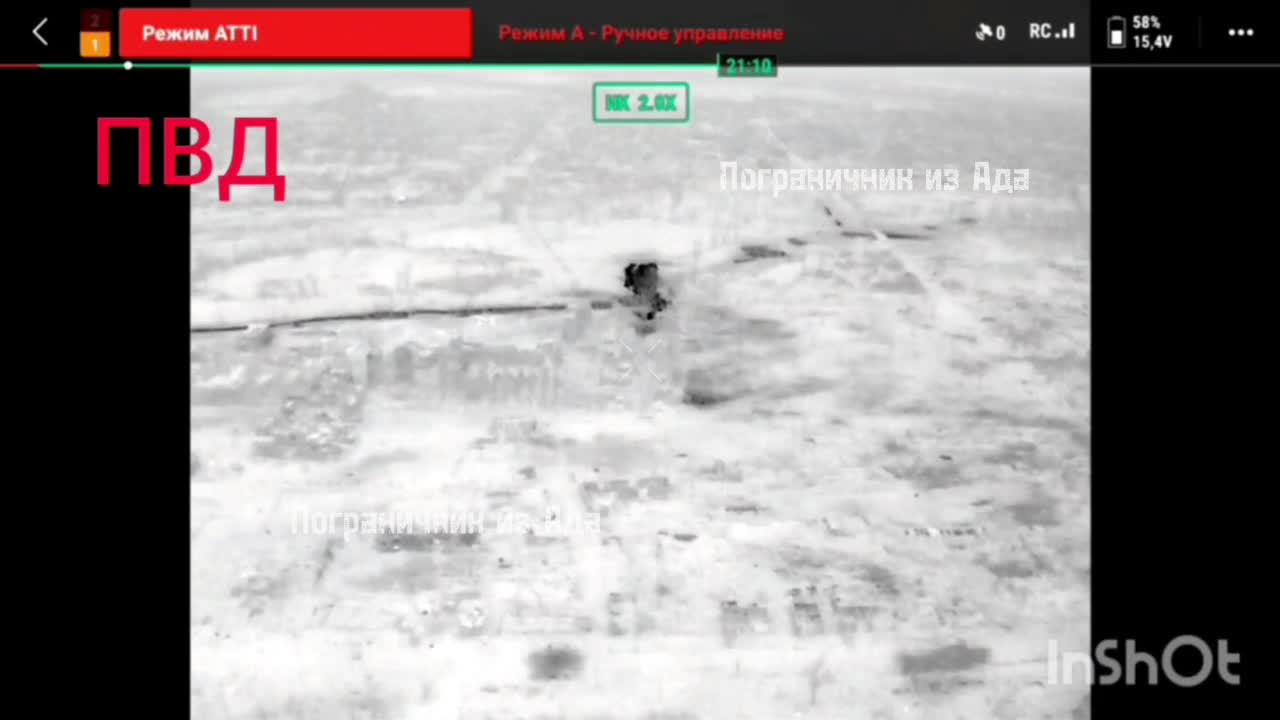 2
1
Режим ATTI
Режим A - Ручное управление
0
RC
58%
15,4V
21:10
ИК 2.0X
ПВД
Пограничник из Ада
Пограничник из Ада
InShOt